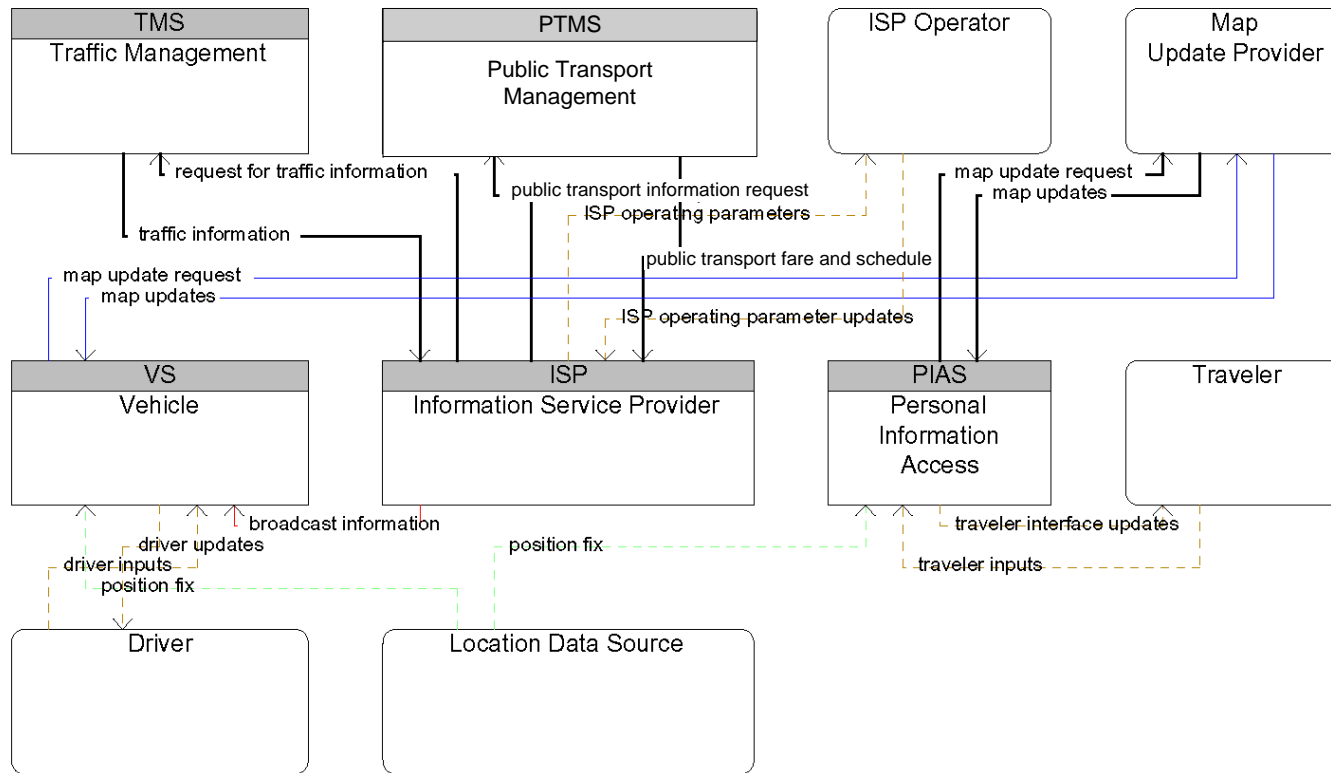 TMS
Traffic Management
PTMS
Public Transport
Management
ISP Operator
Map
Update Provider
request for traffic information
public transport information request
map update request
map updates
ISP operating parameters
traffic information
public transport fare and schedule
map update request
map updates
ISP operating parameter updates
VS
Vehicle
ISP
Information Service Provider
PIAS
Personal
Information
Access
Traveler
broadcast information
traveler interface updates
driver updates
position fix
driver inputs
traveler inputs
position fix
Driver
Location Data Source